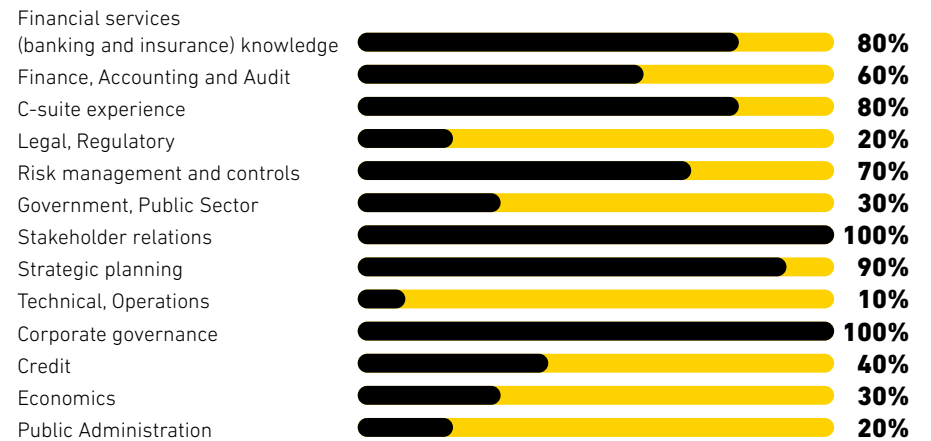 Financial services
(banking and insurance) knowledge 80%
Finance, Accounting and Audit 60%
C-suite experience 80%
Legal, Regulatory 20%
Risk management and controls 70%
Government, Public Sector 30%
Stakeholder relations 100%
Strategic planning 90%
Technical, Operations 10%
Corporate governance 100%
Credit 40%
Economics 30%
Public Administration 20%